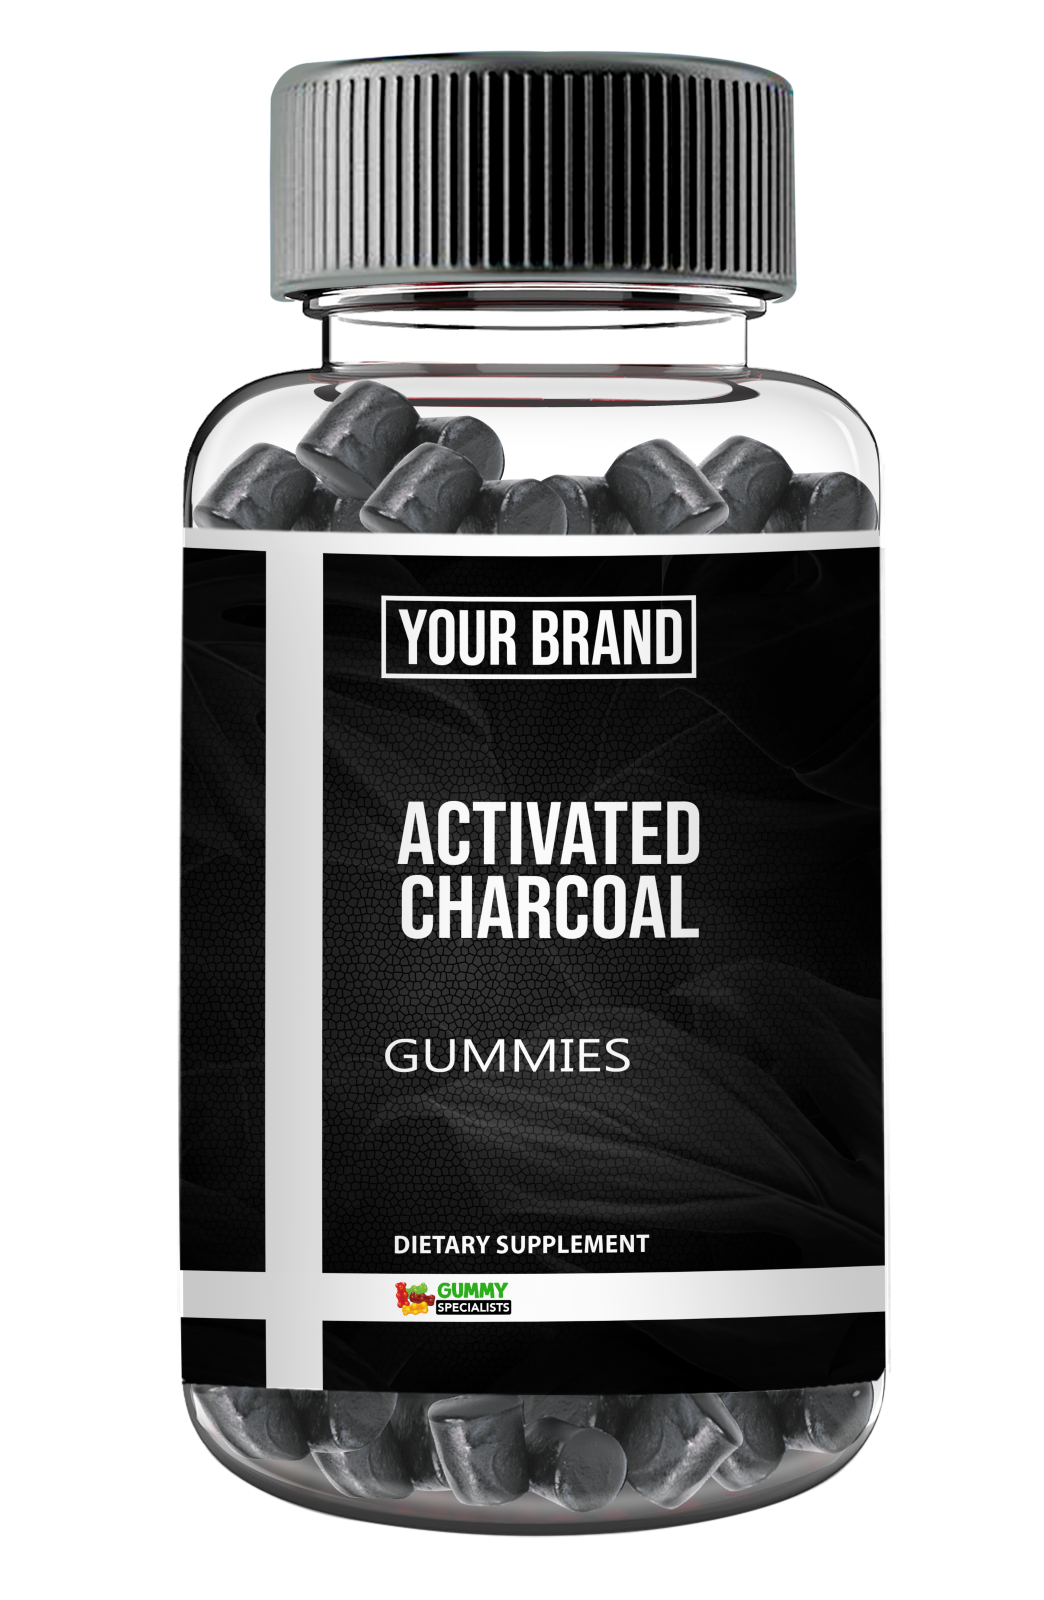 YOUR BRAND
ACTIVATED
CHARCOAL
GUMMIES
DIETARY SUPPLEMENT
GUMMY
SPECIALISTS